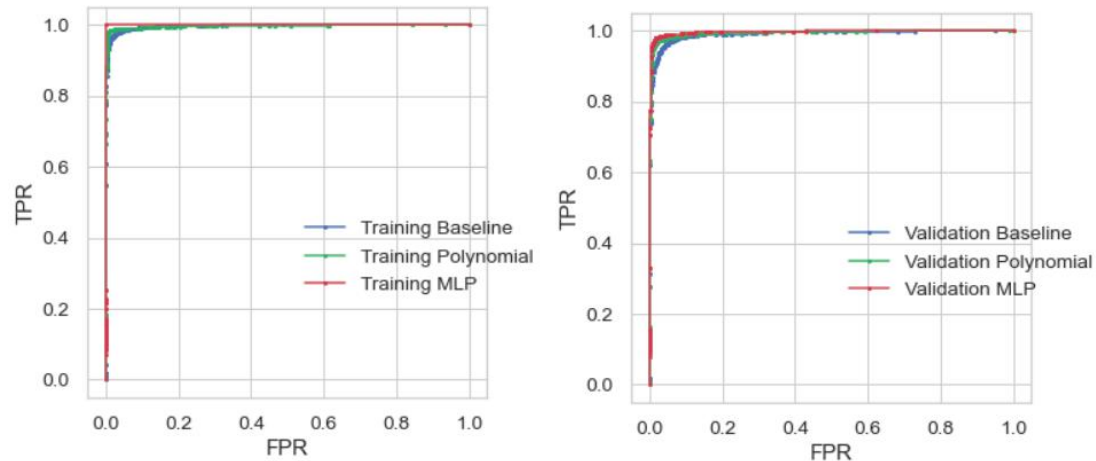 1.0
0.8
0.6
0.4
0.2
0.0
TPR
Training Baseline
Training Polynomial
Training MLP
0.0 0.2 0.4 0.6 0.8 1.0
FPR
1.0
0.8
0.6
0.4
0.2
0.0
TPR
Validation Baseline
Validation Polynomial
Validation MLP
0.0 0.2 0.4 0.6 0.8 1.0
FPR